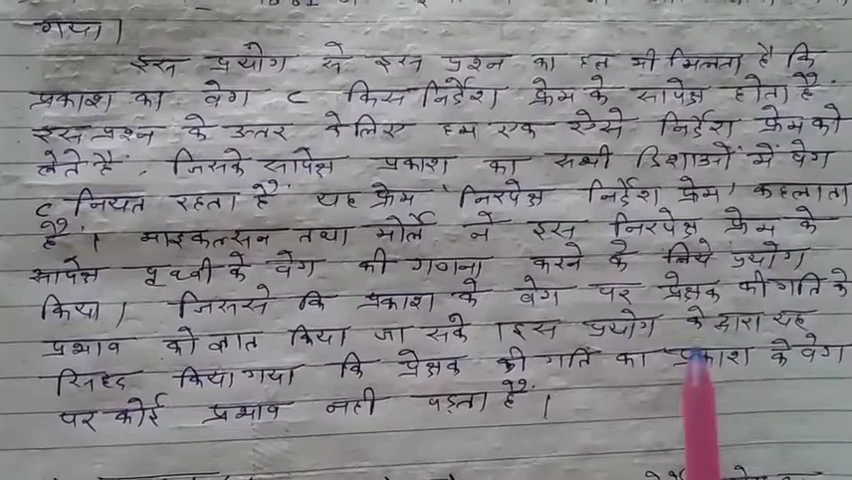 गया।
इस प्रयोग से इस प्रश्न का हल भी मिलता है कि
प्रकाश का वेग c किस निर्देश फ्रेम के सापेक्ष होता है.
इस प्रश्न के उत्तर के लिए हम एक ऐसे निर्देश फ्रेम को
लेते है. जिसके सापेक्ष प्रकाश का सभी दिशाओं में वेग
c नियत रहता है. यह फ्रेम 'निरपेक्ष निर्देश फ्रेम' कहलाता
है। माइकलसन तथा मोर्ले ने इस निरपेक्ष फ्रेम के
सापेक्ष पृथ्वी के वेग की गणना करने के लिये प्रयोग
किया। जिससे कि प्रकाश के वेग पर प्रेक्षक की गति के
प्रभाव को ज्ञात किया जा सके। इस प्रयोग के द्वारा यह
सिद्ध किया गया कि प्रेक्षक की गति का प्रकाश के वेग
पर कोई प्रभाव नही पड़ता है।